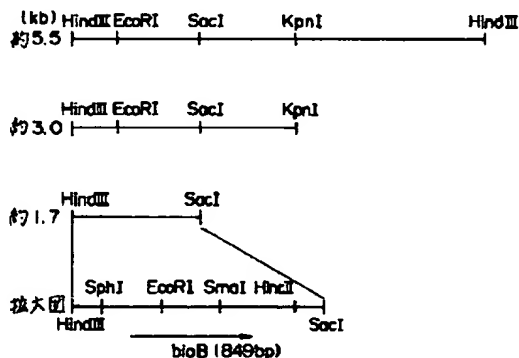 (kb) HindⅢ EcoRI SacI KpnI HindⅢ
約5.5
HindⅢ EcoRI SacI KpnI
約3.0
HindⅢ SacI
約1.7
SphI EcoRI SmaI HincⅡ
拡大図
HindⅢ SacI
bioB (849bp)